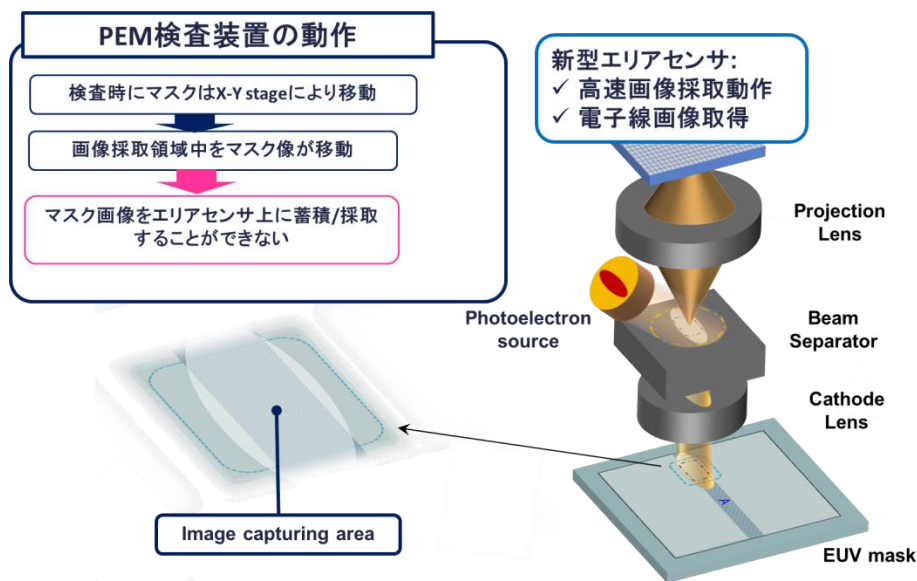 PEM検査装置の動作
検査時にマスクはX-Y stageにより移動
画像採取領域中をマスク像が移動
マスク画像をエリアセンサ上に蓄積/採取
することができない
新型エリアセンサ:
✓ 高速画像採取動作
✓ 電子線画像取得
Projection
Lens
Photoelectron
source
Beam
Separator
Cathode
Lens
A
Image capturing area
EUV mask